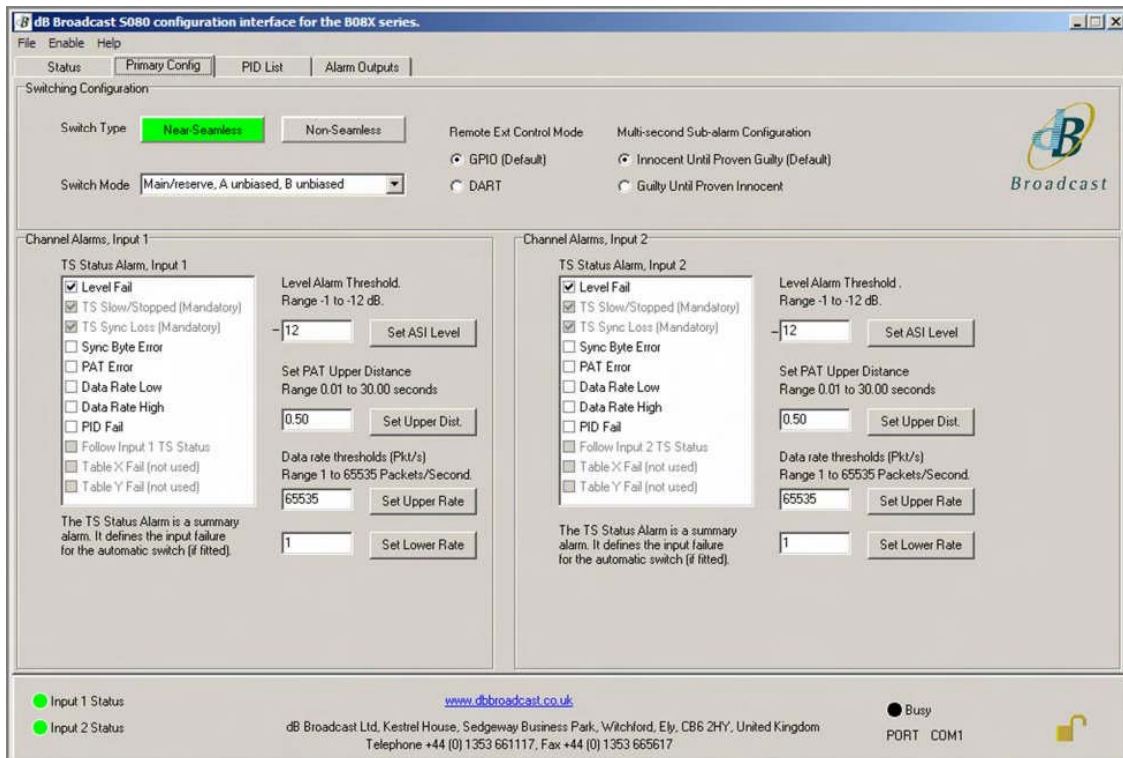 dB Broadcast S080 configuration interface for the B08X series.
File Enable Help
Status Primary Config PID List Alarm Outputs
Switching Configuration
Switch Type Near-Seamless Non-Seamless
Remote Ext Control Mode
Multi-second Sub-alarm Configuration
GPIO (Default)
Innocent Until Proven Guilty (Default)
Switch Mode Main/reserve, A unbiased, B unbiased
DART
Guilty Until Proven Innocent
dB
Broadcast
Channel Alarms, Input 1
TS Status Alarm, Input 1
Level Fail
TS Slow/Stopped (Mandatory)
TS Sync Loss (Mandatory)
Sync Byte Error
PAT Error
Data Rate Low
Data Rate High
PID Fail
Follow Input 1 TS Status
Table X Fail (not used)
Table Y Fail (not used)
The TS Status Alarm is a summary
alarm. It defines the input failure
for the automatic switch (if fitted).
Level Alarm Threshold.
Range -1 to -12 dB.
-12 Set ASI Level
Set PAT Upper Distance
Range 0.01 to 30.00 seconds
0.50 Set Upper Dist.
Data rate thresholds (Pkt/s)
Range 1 to 65535 Packets/Second.
65535 Set Upper Rate
1 Set Lower Rate
Channel Alarms, Input 2
TS Status Alarm, Input 2
Level Fail
TS Slow/Stopped (Mandatory)
TS Sync Loss (Mandatory)
Sync Byte Error
PAT Error
Data Rate Low
Data Rate High
PID Fail
Follow Input 2 TS Status
Table X Fail (not used)
Table Y Fail (not used)
The TS Status Alarm is a summary
alarm. It defines the input failure
for the automatic switch (if fitted).
Level Alarm Threshold .
Range -1 to -12 dB.
-12 Set ASI Level
Set PAT Upper Distance
Range 0.01 to 30.00 seconds
0.50 Set Upper Dist.
Data rate thresholds (Pkt/s)
Range 1 to 65535 Packets/Second.
65535 Set Upper Rate
1 Set Lower Rate
Input 1 Status
Input 2 Status
www.dbbroadcast.co.uk
dB Broadcast Ltd, Kestrel House, Sedgeway Business Park, Witchford, Ely, CB6 2HY, United Kingdom
Telephone +44 (0) 1353 661117, Fax +44 (0) 1353 665617
Busy
PORT COM1